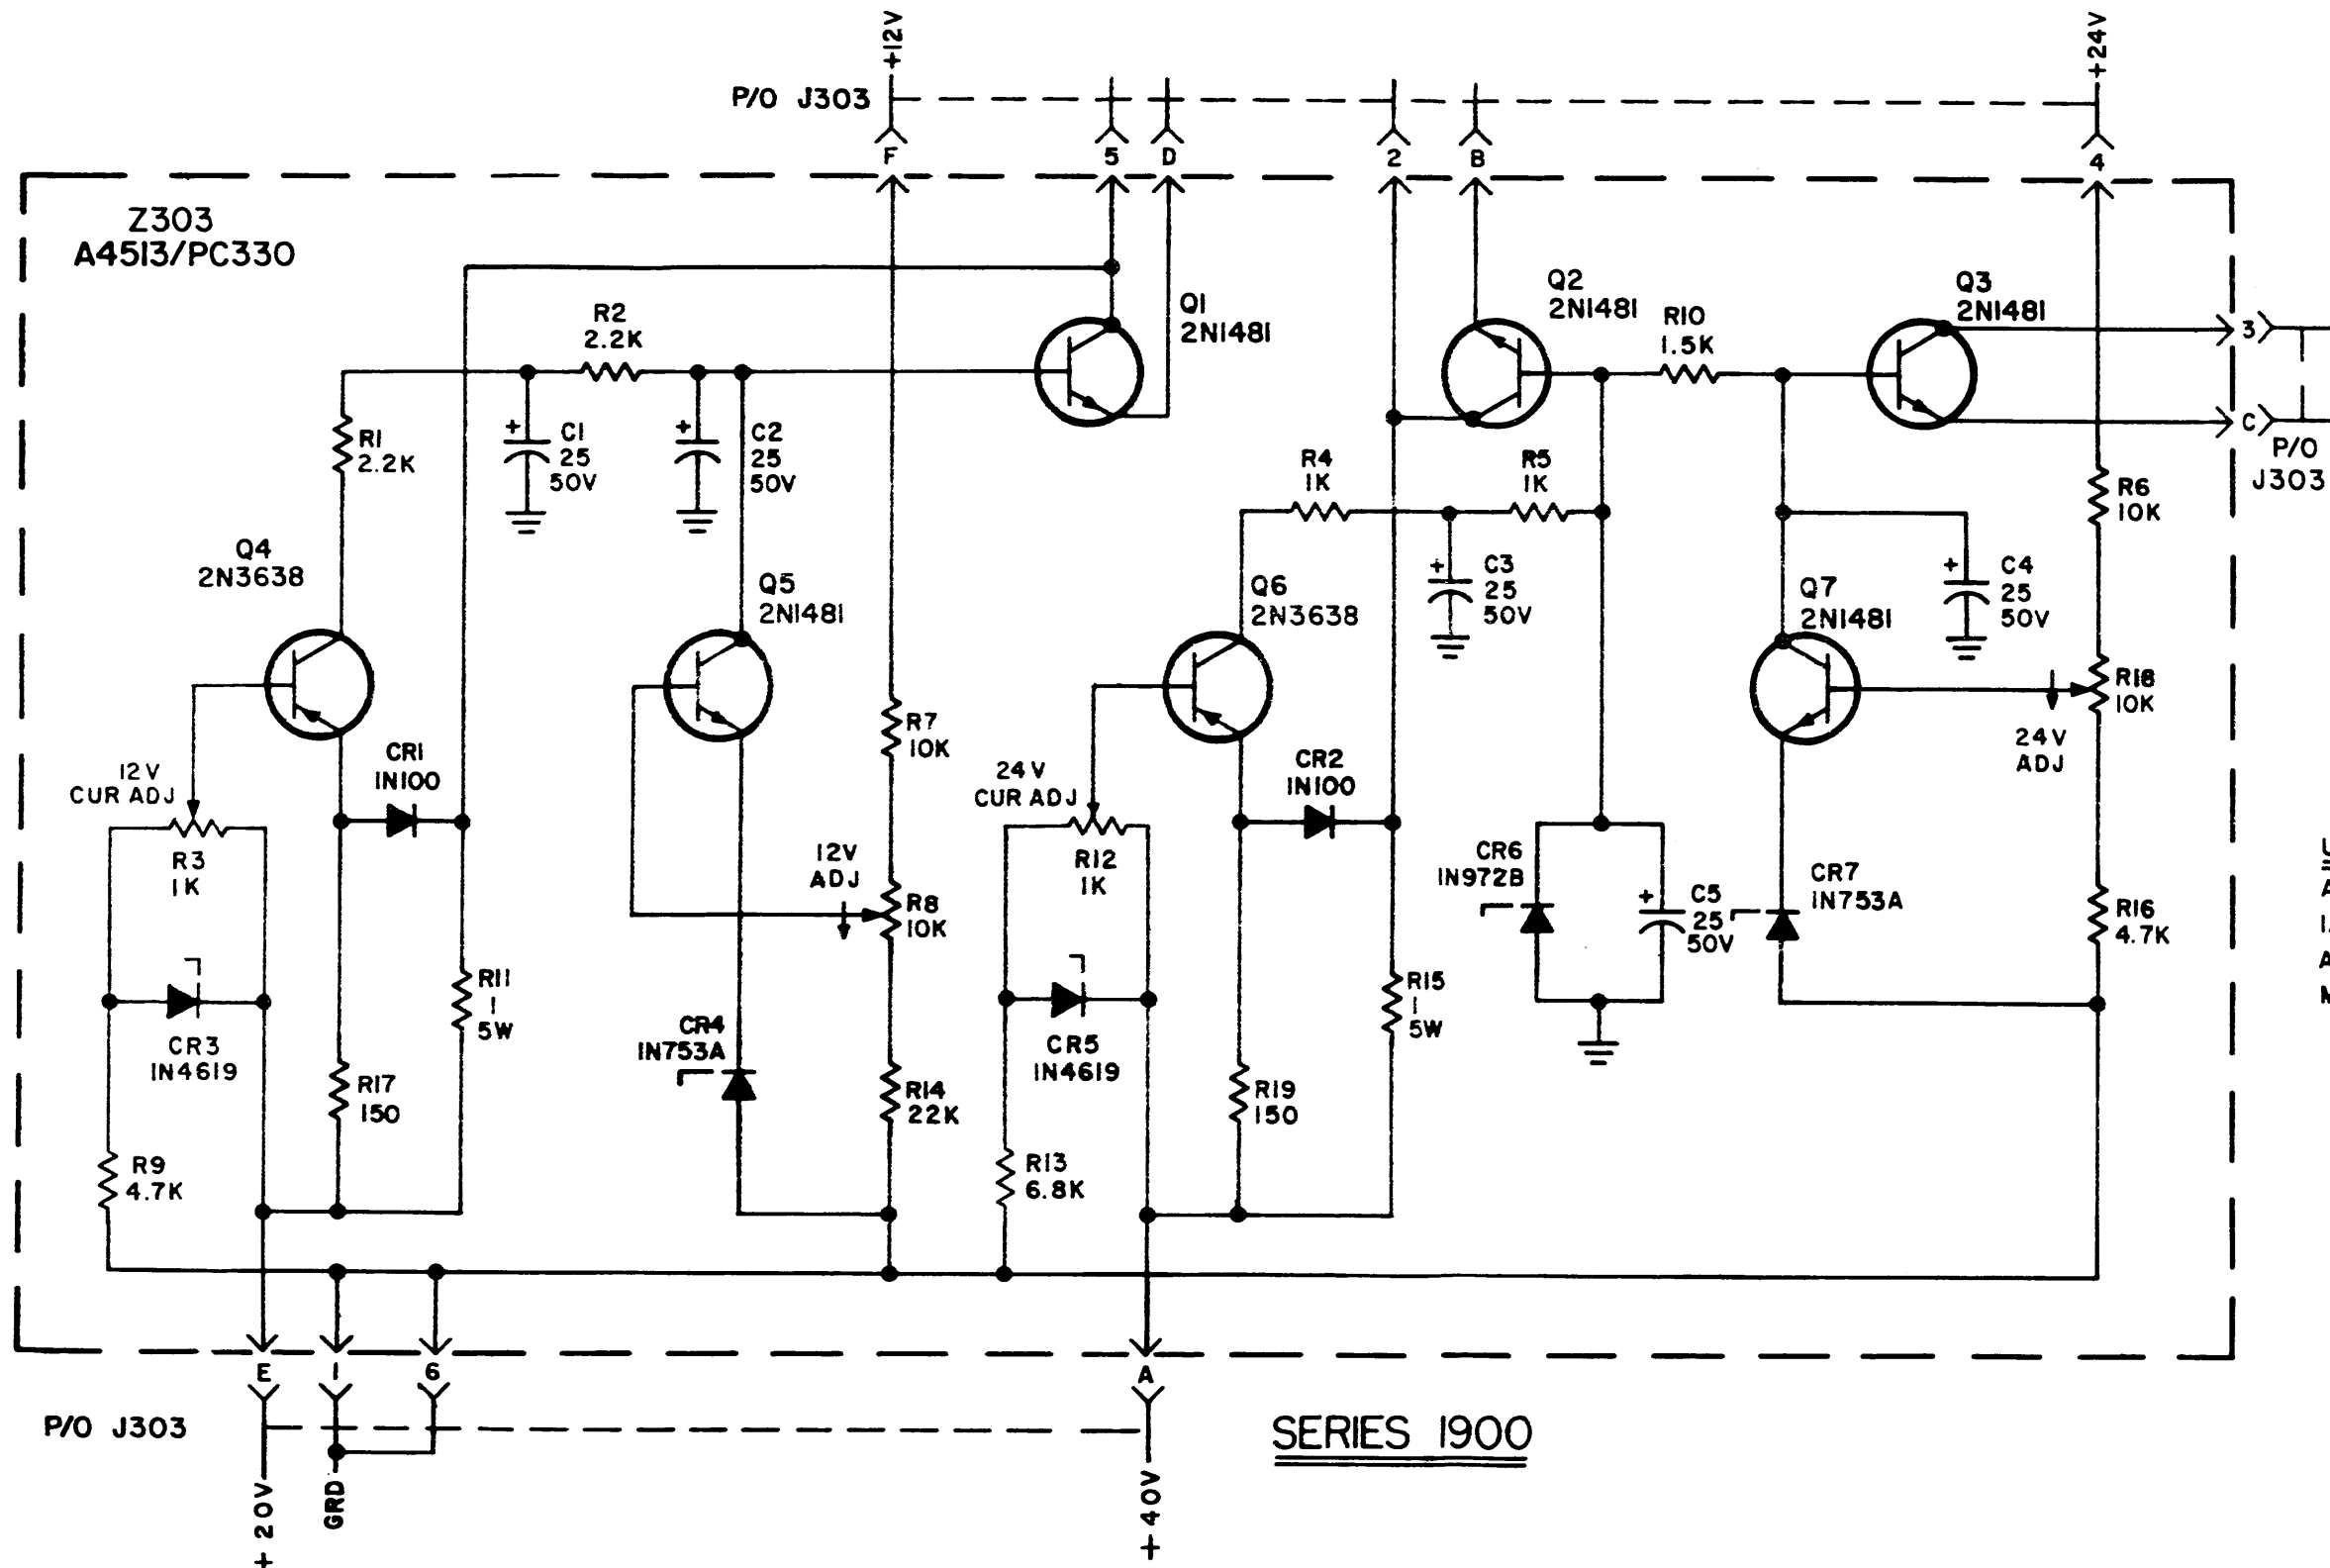 +12V
+24V
P/O J303
F
5
D
2
B
4
Z303
A4513/PC330
R2
2.2K
Q1
2N1481
Q2
2N1481
R10
1.5K
Q3
2N1481
3
C
P/O
J303
R1
2.2K
C1
25
50V
C2
25
50V
R4
1K
R5
1K
R6
10K
Q4
2N3638
Q5
2N1481
Q6
2N3638
C3
25
50V
Q7
2N1481
C4
25
50V
R18
10K
24V
ADJ
R7
10K
12V
CUR ADJ
CR1
1N100
24V
CUR ADJ
CR2
1N100
R3
1K
12V
ADJ
R8
10K
R12
1K
CR6
1N972B
C5
25
50V
CR7
1N753A
R16
4.7K
R11
1
5W
R15
1
5W
CR3
1N4619
CR4
1N753A
CR5
1N4619
R17
150
R14
22K
R19
150
R9
4.7K
R13
6.8K
E
1
6
A
P/O J303
SERIES 1900
+20V
GRD
+40V